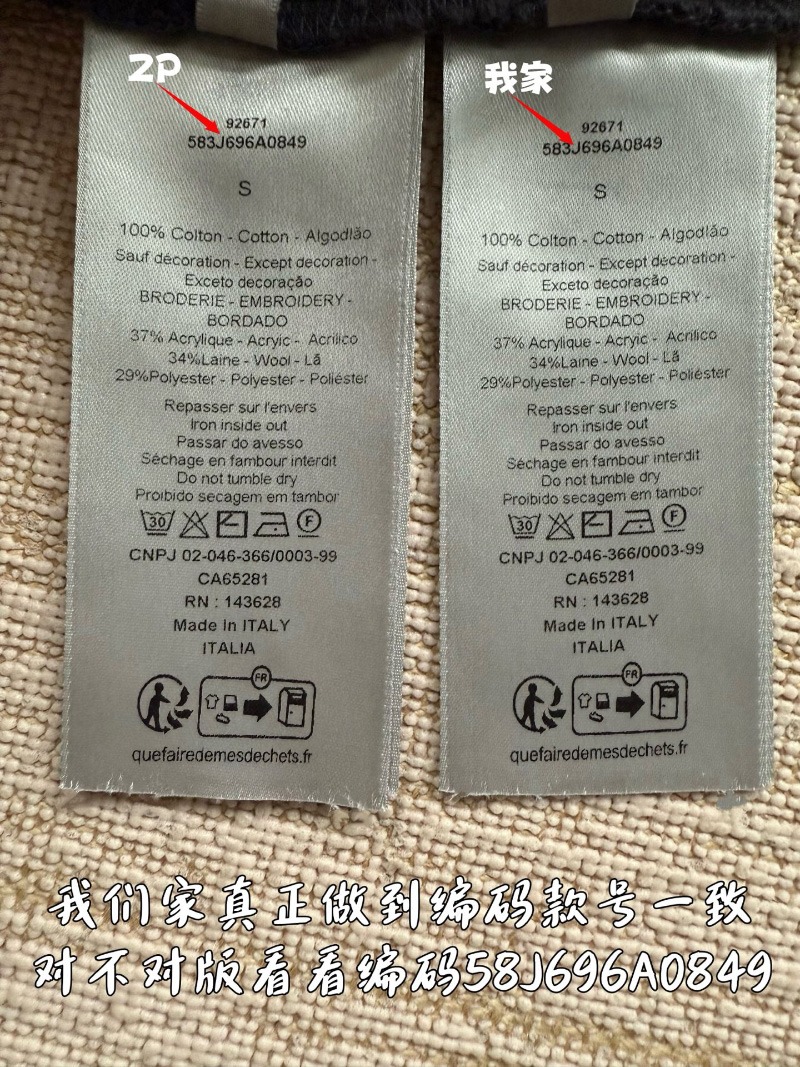 2P
92671
583J696A0849
S
100% Colton - Cotton - Algodlão
Sauf décoration - Except decoration -
Exceto decoração
BRODERIE - EMBROIDERY -
BORDADO
37% Acrylique - Acryic - Acrilico
34%Laine - Wool - Lã
29%Polyester - Polyester - Poliéster
Repasser sur l'envers
Iron inside out
Passar do avesso
Séchage en fambour interdit
Do not tumble dry
Proibido secagem em tambor
30
F
CNPJ 02-046-366/0003-99
CA65281
RN : 143628
Made In ITALY
ITALIA
FR
quefairedemesdechets.fr
我家
92671
583J696A0849
S
100% Colton - Cotton - Algodlão
Sauf décoration - Except decoration -
Exceto decoração
BRODERIE - EMBROIDERY -
BORDADO
37% Acrylique - Acryic - Acrilico
34%Laine - Wool - Lã
29%Polyester - Polyester - Poliéster
Repasser sur l'envers
Iron inside out
Passar do avesso
Séchage en fambour interdit
Do not tumble dry
Proibido secagem em tambor
30
F
CNPJ 02-046-366/0003-99
CA65281
RN : 143628
Made In ITALY
ITALIA
FR
quefairedemesdechets.fr
我们家真正做到编码款号一致
对不对版看看编码58J696A0849